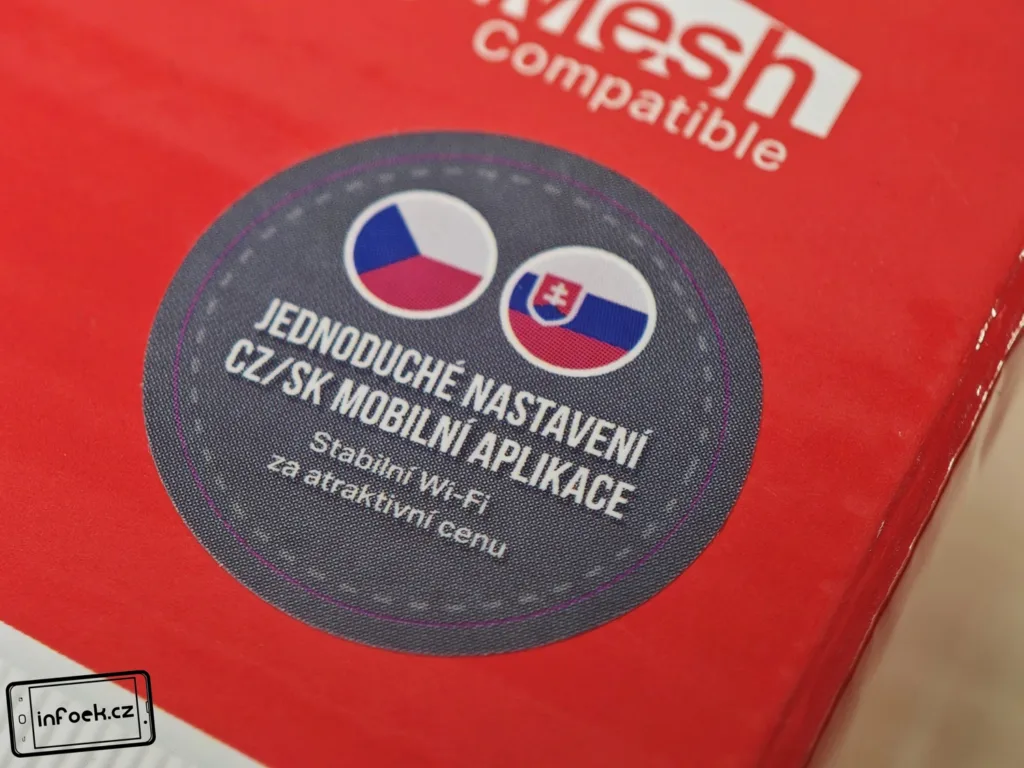 Mesh
Compatible
JEDNODUCHÉ NASTAVENÍ
CZ/SK MOBILNÍ APLIKACE
Stabilní Wi-Fi
za atraktivní cenu
infoek.cz